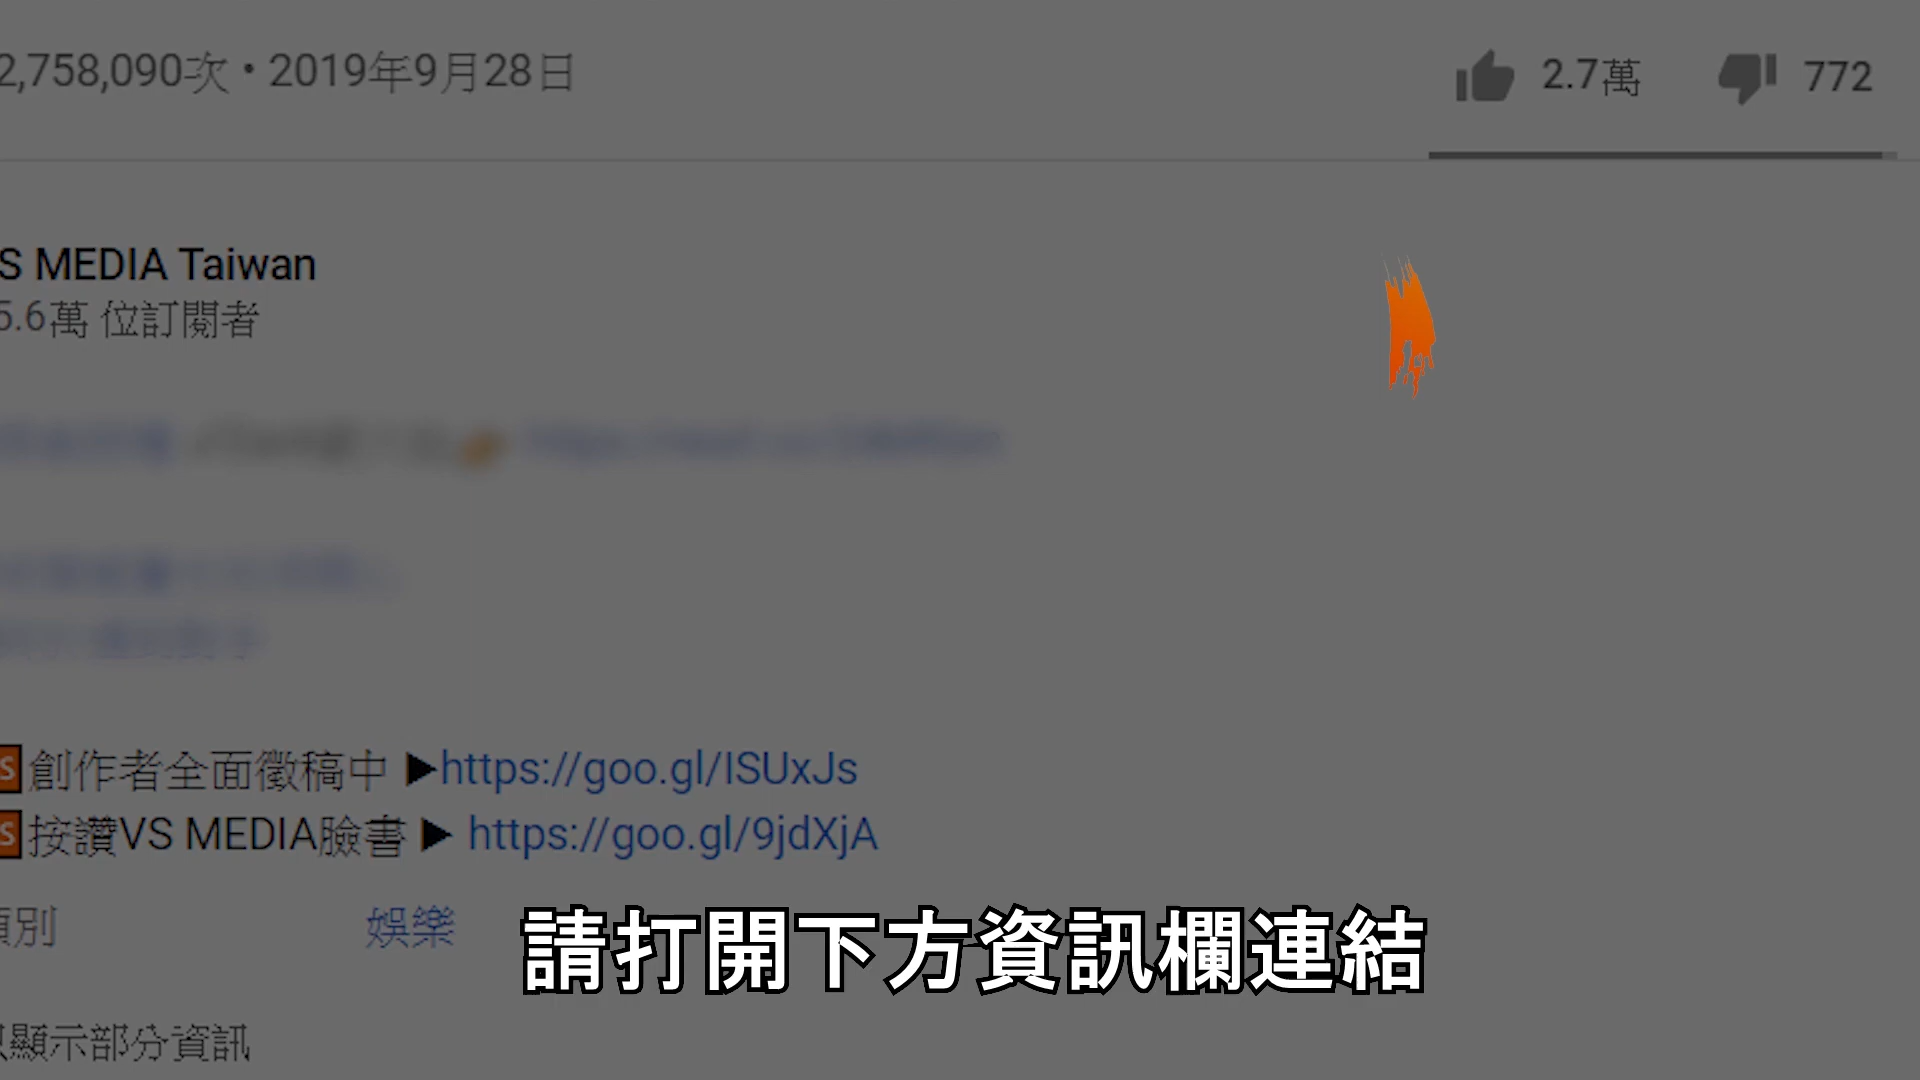 2,758,090次 • 2019年9月28日
2.7萬
772
S MEDIA Taiwan
5.6萬 位訂閱者
S創作者全面徵稿中 ▶https://goo.gl/ISUxJs
S按讚VS MEDIA臉書 ▶ https://goo.gl/9jdXjA
類別 娛樂
請打開下方資訊欄連結
只顯示部分資訊